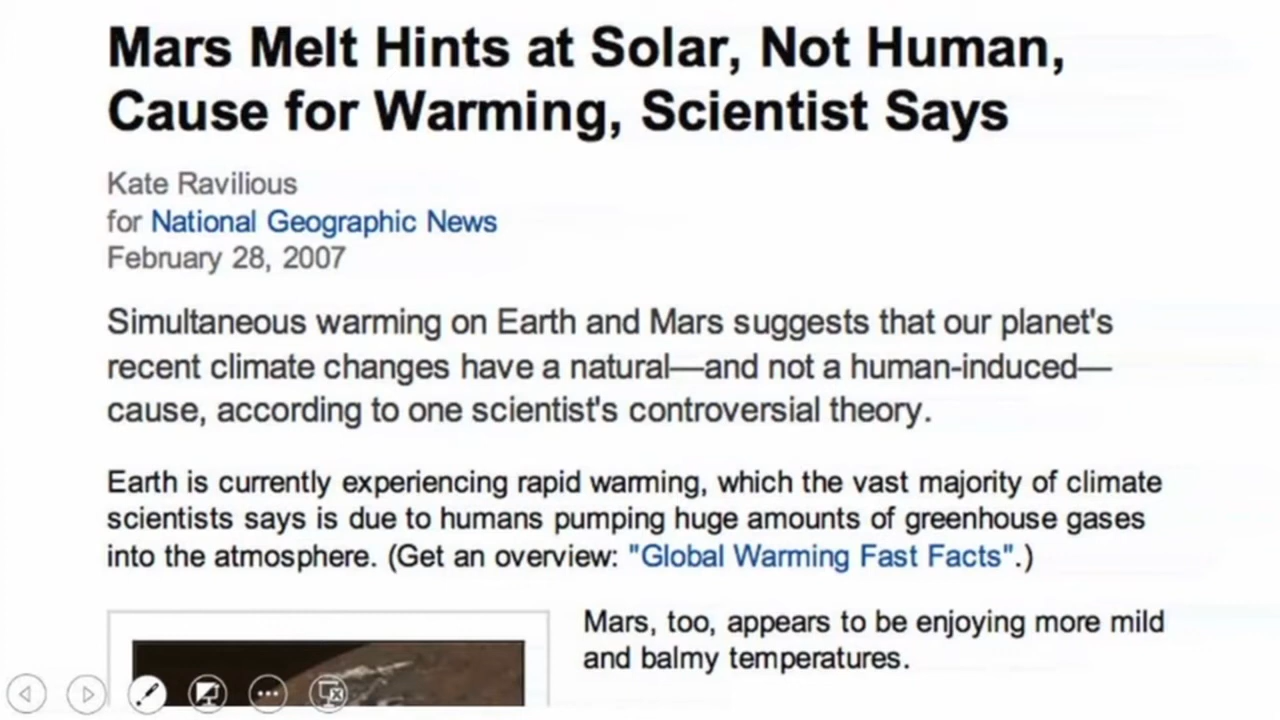 Mars Melt Hints at Solar, Not Human,
Cause for Warming, Scientist Says
Kate Ravilious
for National Geographic News
February 28, 2007
Simultaneous warming on Earth and Mars suggests that our planet's
recent climate changes have a natural—and not a human-induced—
cause, according to one scientist's controversial theory.
Earth is currently experiencing rapid warming, which the vast majority of climate
scientists says is due to humans pumping huge amounts of greenhouse gases
into the atmosphere. (Get an overview: "Global Warming Fast Facts".)
Mars, too, appears to be enjoying more mild
and balmy temperatures.